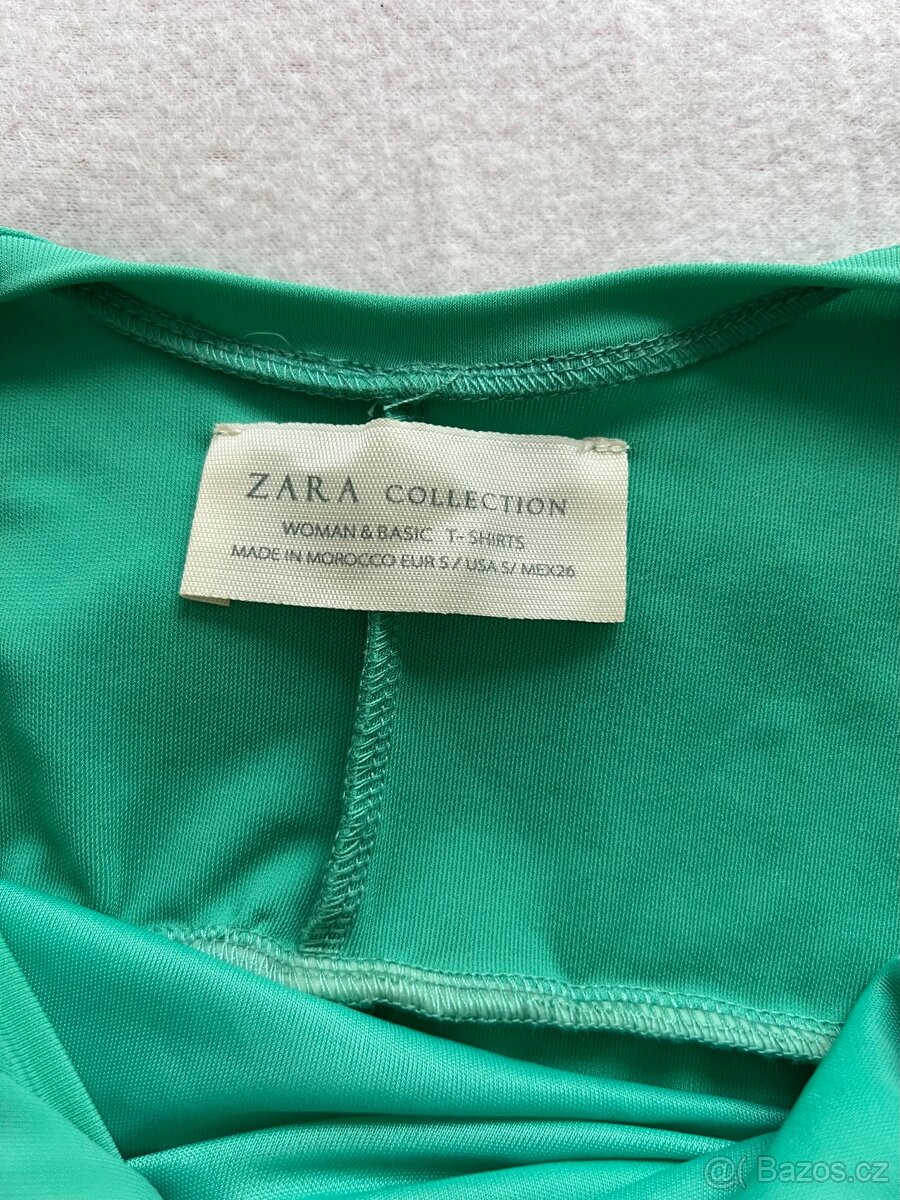 ZARA COLLECTION
WOMAN & BASIC T-SHIRTS
MADE IN MOROCCO EUR S / USA S/ MEX26
@( Bazos.cz